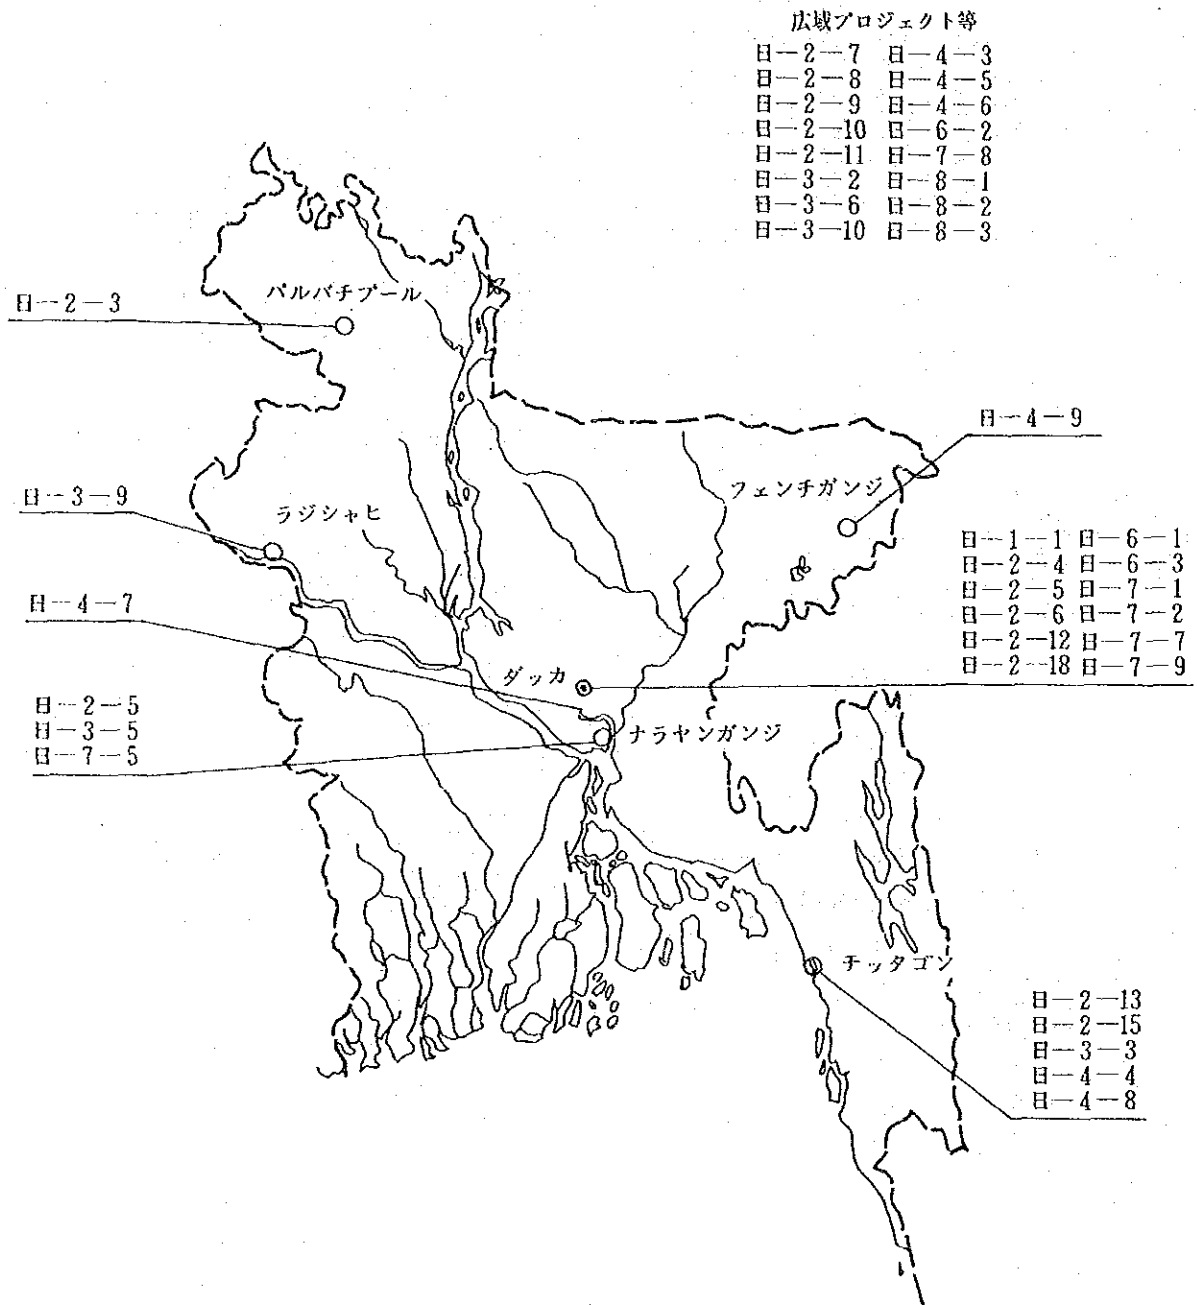 広域プロジェクト等
日-2-7 日-4-3
日-2-8 日-4-5
日-2-9 日-4-6
日-2-10 日-6-2
日-2-11 日-7-8
日-3-2 日-8-1
日-3-6 日-8-2
日-3-10 日-8-3
パルバチプール
日-2-3
日-4-9
フェンチガンジ
日-3-9
ラジシャヒ
日-1-1 日-6-1
日-2-4 日-6-3
日-2-5 日-7-1
日-2-6 日-7-2
日-2-12 日-7-7
日-2-18 日-7-9
日-4-7
ダッカ
日-2-5
日-3-5
日-7-5
ナラヤンガンジ
チッタゴン
日-2-13
日-2-15
日-3-3
日-4-4
日-4-8